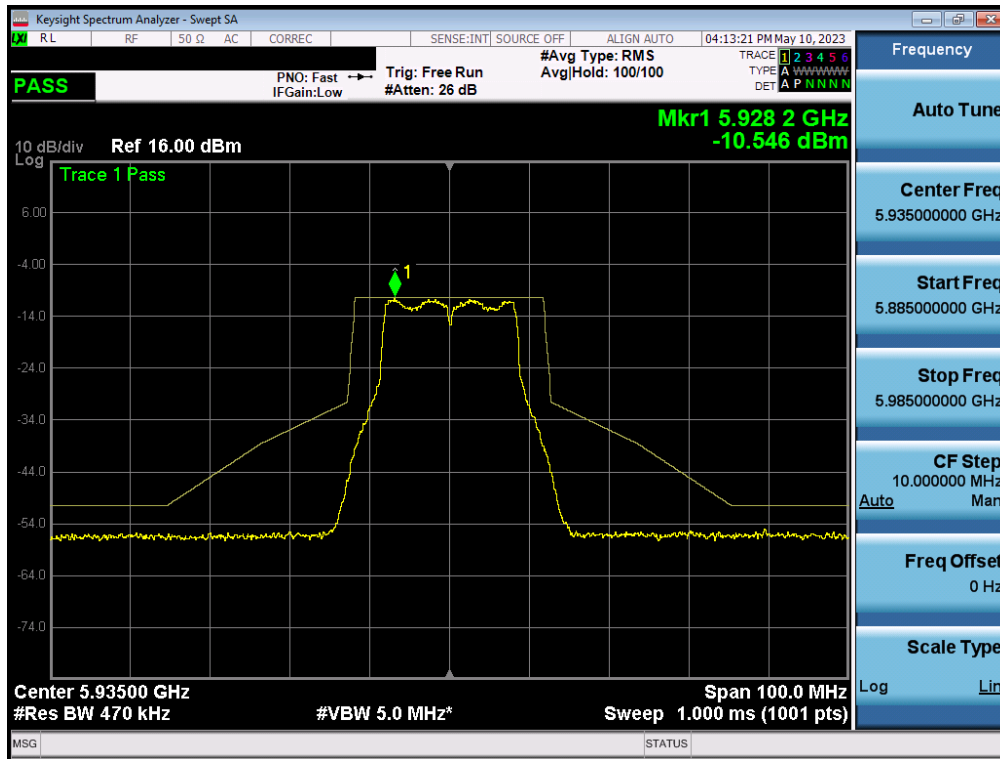 Keysight Spectrum Analyzer - Swept SA
LXI RL RF 50 Ω AC CORREC SENSE:INT SOURCE OFF ALIGN AUTO 04:13:21 PM May 10, 2023
PASS
PNO: Fast
IFGain:Low
Trig: Free Run
#Atten: 26 dB
#Avg Type: RMS
Avg|Hold: 100/100
TRACE 1 2 3 4 5 6
TYPE A WWWWW
DET A P N N N N
Mkr1 5.928 2 GHz
-10.546 dBm
10 dB/div
Log
Ref 16.00 dBm
Trace 1 Pass
6.00
-4.00
-14.0
-24.0
-34.0
-44.0
-54.0
-64.0
-74.0
1
Center 5.93500 GHz
Span 100.0 MHz
#Res BW 470 kHz
#VBW 5.0 MHz*
Sweep 1.000 ms (1001 pts)
MSG
STATUS
Frequency
Auto Tune
Center Freq
5.935000000 GHz
Start Freq
5.885000000 GHz
Stop Freq
5.985000000 GHz
CF Step
10.000000 MHz
Auto Man
Freq Offset
0 Hz
Scale Type
Log Lin